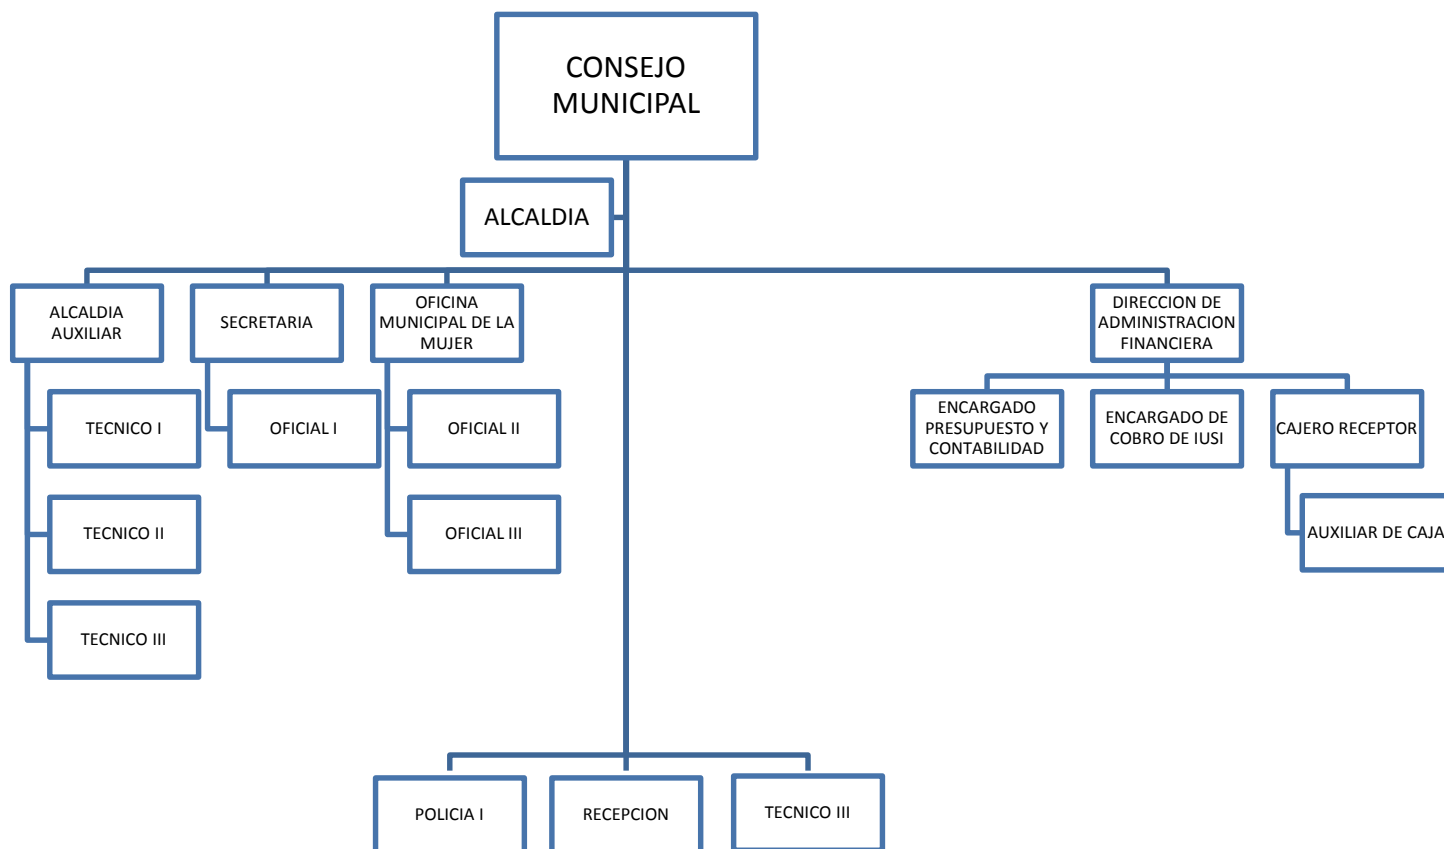 CONSEJO
MUNICIPAL
ALCALDIA
ALCALDIA
AUXILIAR
SECRETARIA
OFICINA
MUNICIPAL DE LA
MUJER
DIRECCION DE
ADMINISTRACION
FINANCIERA
TECNICO I
OFICIAL I
OFICIAL II
ENCARGADO
PRESUPUESTO Y
CONTABILIDAD
ENCARGADO DE
COBRO DE IUSI
CAJERO RECEPTOR
TECNICO II
OFICIAL III
AUXILIAR DE CAJA
TECNICO III
POLICIA I
RECEPCION
TECNICO III